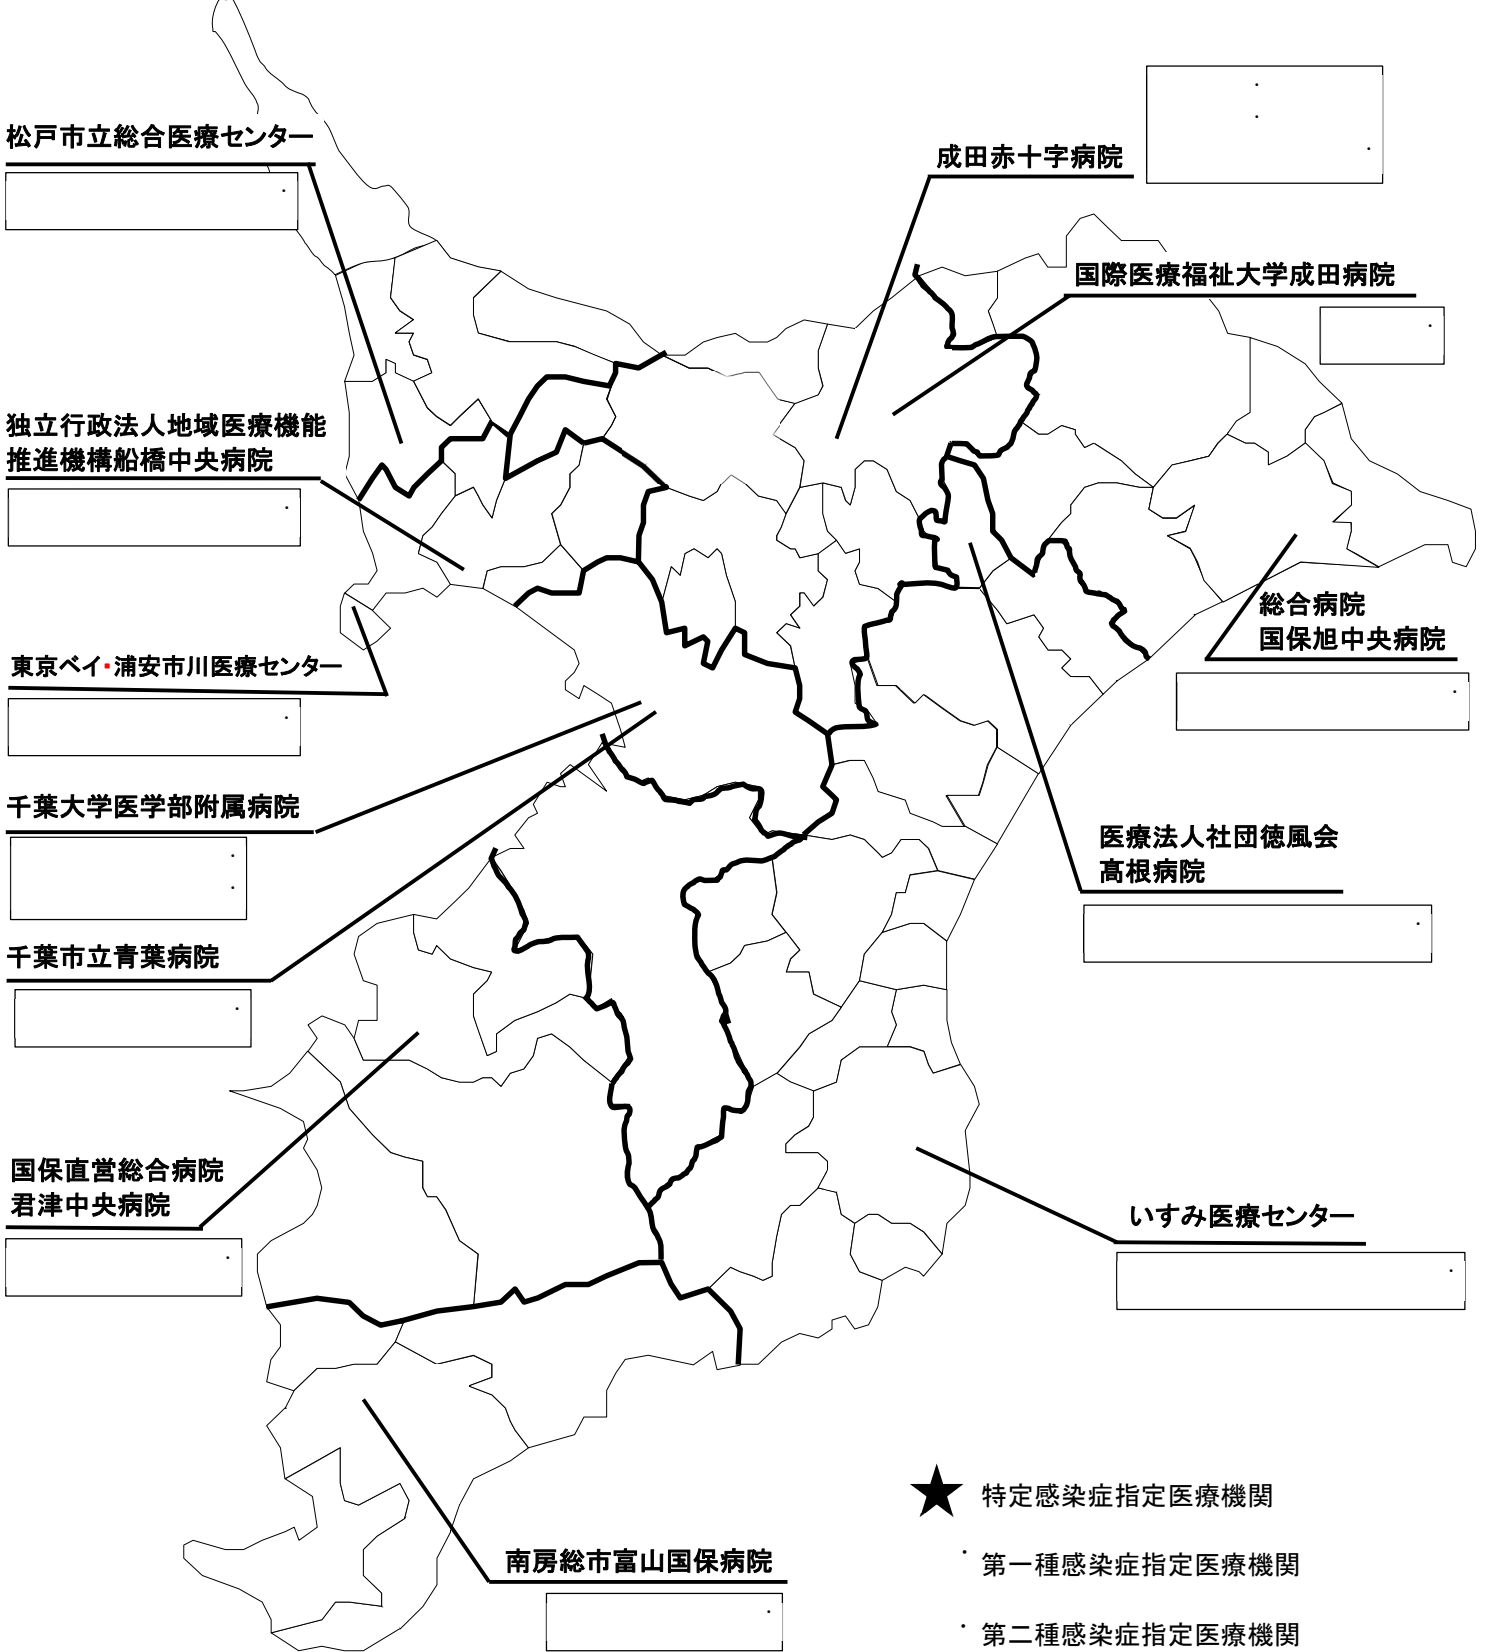 松戸市立総合医療センター
成田赤十字病院
国際医療福祉大学成田病院
独立行政法人地域医療機能
推進機構船橋中央病院
総合病院
国保旭中央病院
東京ベイ・浦安市川医療センター
千葉大学医学部附属病院
医療法人社団徳風会
髙根病院
千葉市立青葉病院
国保直営総合病院
君津中央病院
いすみ医療センター
特定感染症指定医療機関
南房総市富山国保病院
第一種感染症指定医療機関
第二種感染症指定医療機関